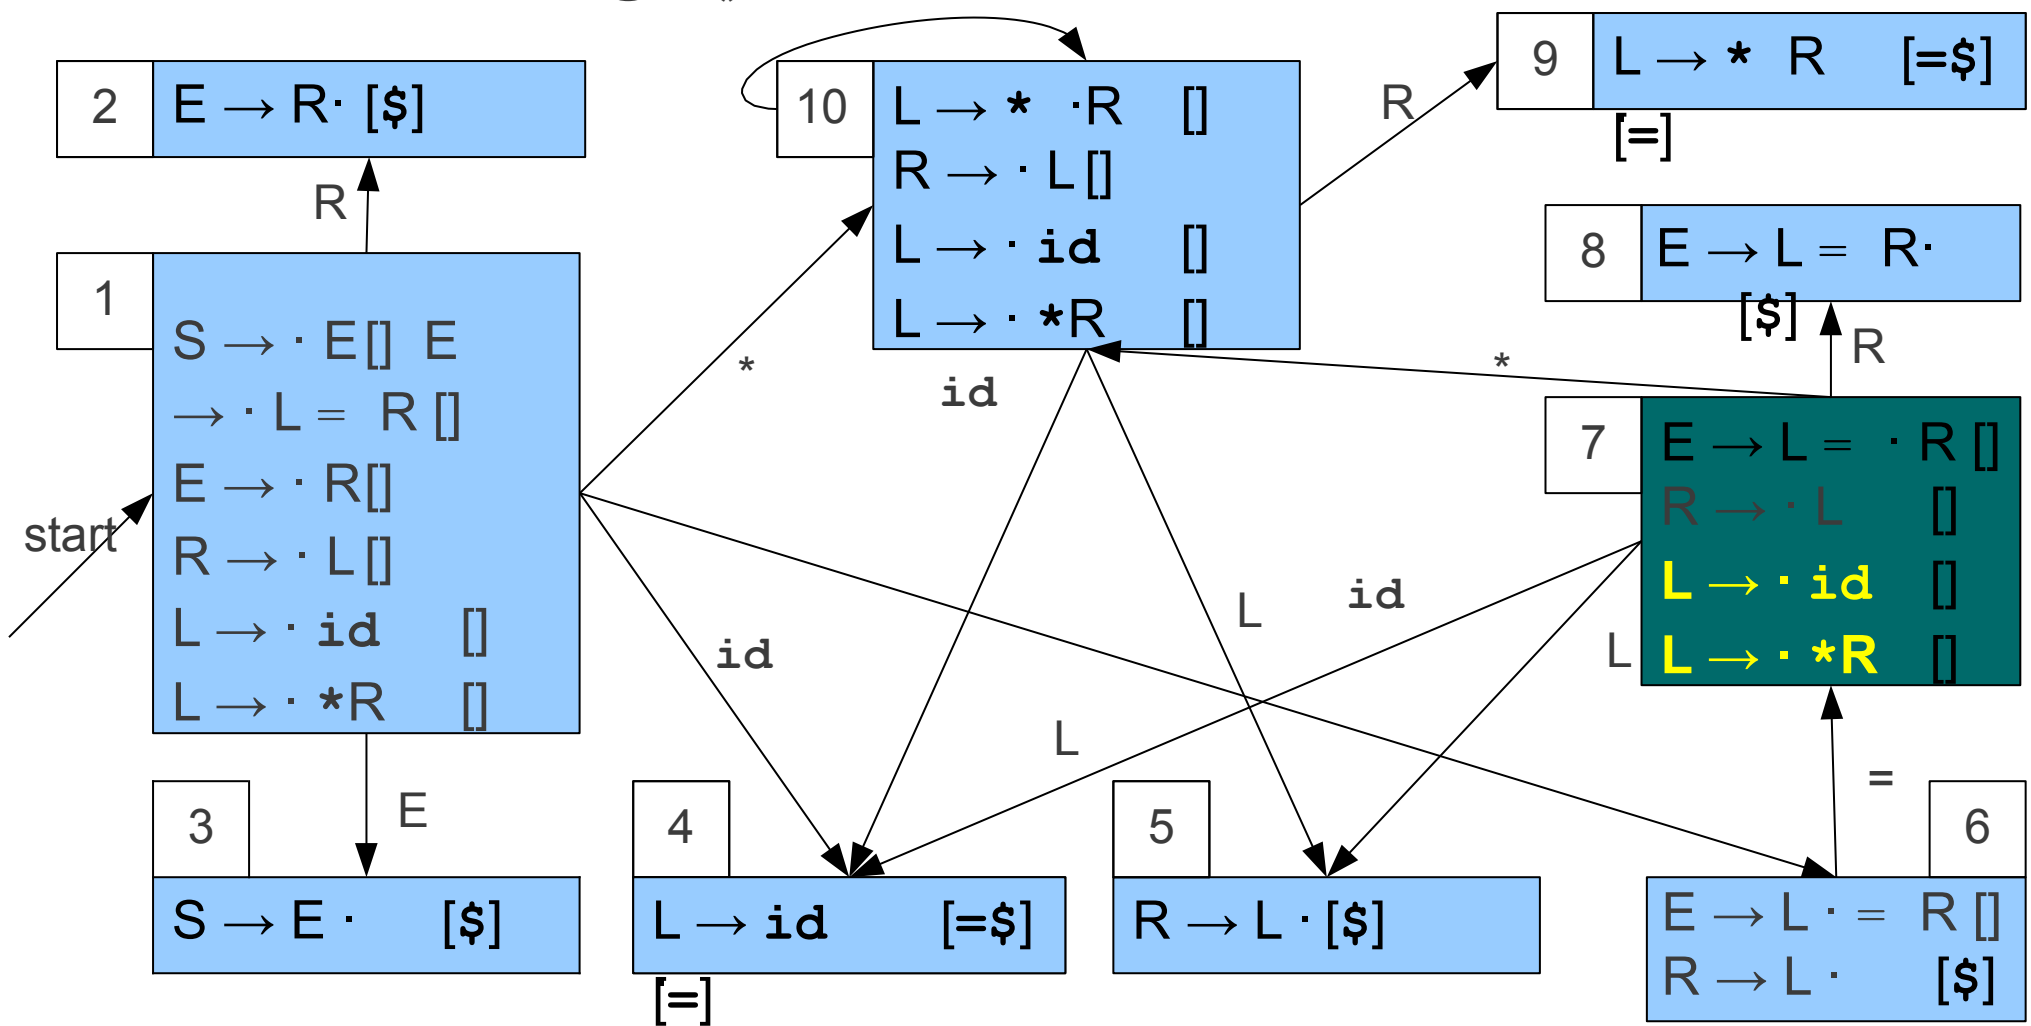 2
E → R· [$]
R
1
S → · E[] E
→ · L = R []
E → · R[]
R → · L[]
L → · id []
L → · *R []
start
E
3
S → E · [$]
10
L → * ·R []
R → · L[]
L → · id []
L → · *R []
*
id
id
R
9
L → * R [=$]
[=]
8
E → L = R·
[$]
R
*
7
E → L = · R []
R → · L []
L → · id []
L → · *R []
id
L
L
L
=
4
L → id [=$]
[=]
5
R → L · [$]
6
E → L · = R []
R → L · [$]